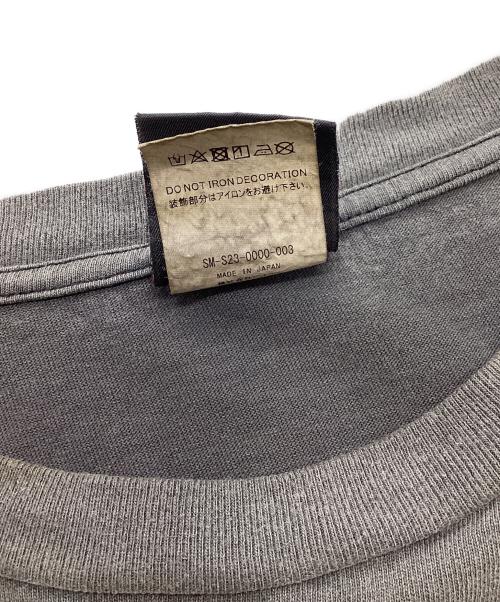 DO NOT IRON DECORATION
装飾部分はアイロンをお避け下さい。
SM-S23-0000-003
MADE IN JAPAN